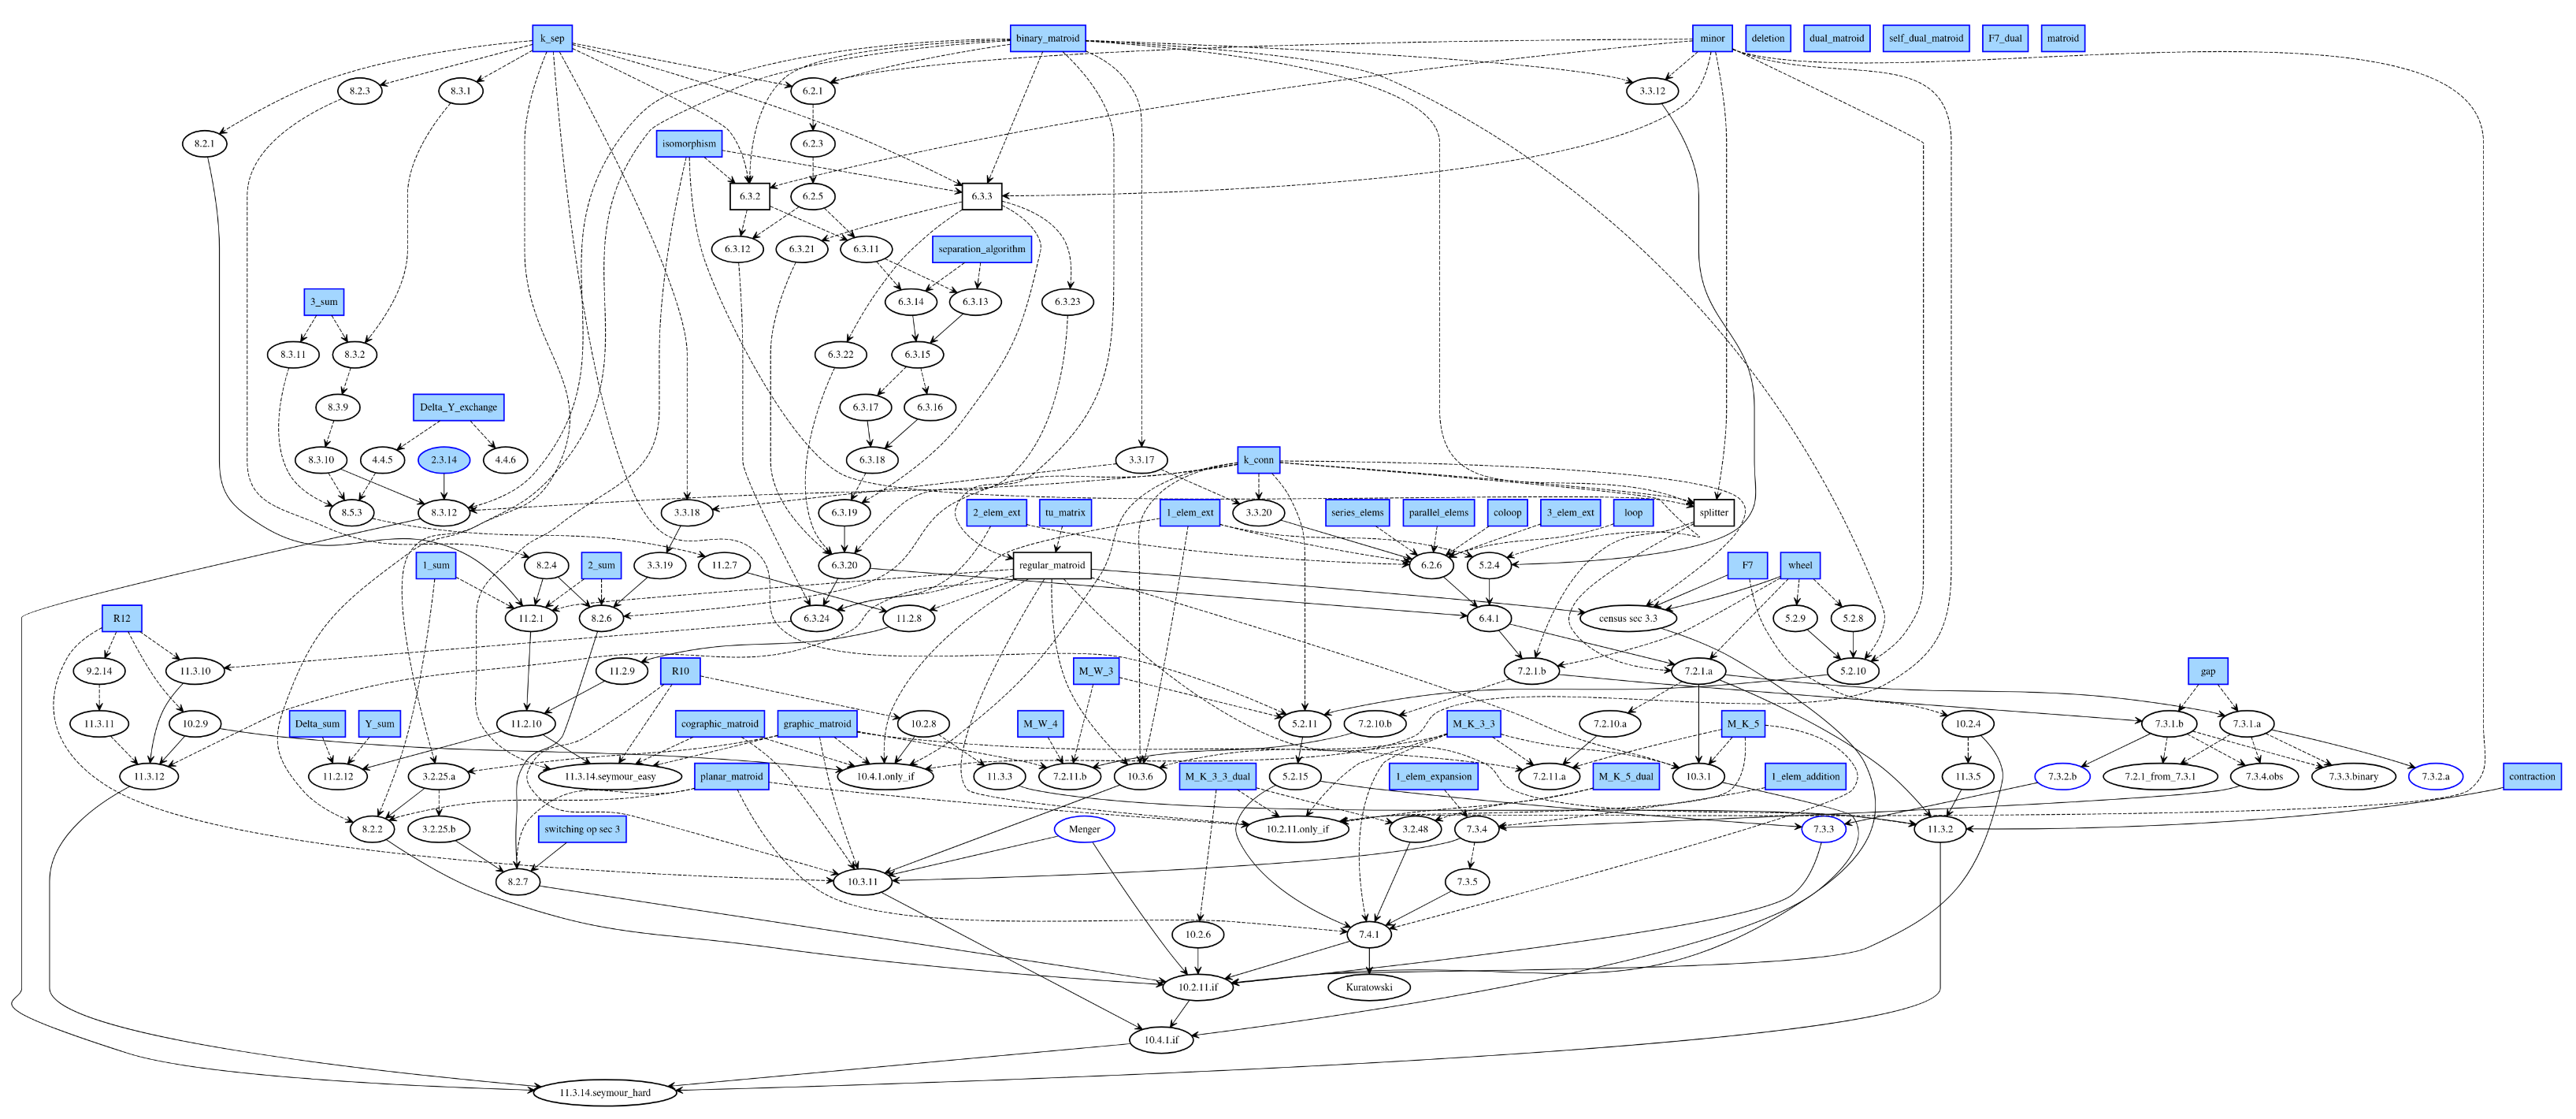 k_sep
binary_matroid
minor
deletion
dual_matroid
self_dual_matroid
F7_dual
matroid
8.2.3
8.3.1
6.2.1
3.3.12
8.2.1
isomorphism
6.2.3
6.3.2
6.2.5
6.3.3
6.3.12
6.3.21
6.3.11
separation_algorithm
3_sum
6.3.14
6.3.13
6.3.23
8.3.11
8.3.2
6.3.22
6.3.15
8.3.9
Delta_Y_exchange
6.3.17
6.3.16
8.3.10
4.4.5
2.3.14
4.4.6
6.3.18
3.3.17
k_conn
8.5.3
8.3.12
3.3.18
6.3.19
2_elem_ext
tu_matrix
1_elem_ext
3.3.20
series_elems
parallel_elems
coloop
3_elem_ext
loop
splitter
1_sum
8.2.4
2_sum
3.3.19
11.2.7
6.3.20
regular_matroid
6.2.6
5.2.4
F7
wheel
R12
11.2.1
8.2.6
6.3.24
11.2.8
6.4.1
census sec 3.3
5.2.9
5.2.8
9.2.14
11.3.10
11.2.9
R10
M_W_3
7.2.1.b
7.2.1.a
5.2.10
gap
11.3.11
10.2.9
Delta_sum
Y_sum
11.2.10
cographic_matroid
graphic_matroid
10.2.8
M_W_4
5.2.11
7.2.10.b
M_K_3_3
7.2.10.a
M_K_5
10.2.4
7.3.1.b
7.3.1.a
11.3.12
11.2.12
3.2.25.a
11.3.14.seymour_easy
planar_matroid
10.4.1.only_if
11.3.3
7.2.11.b
10.3.6
M_K_3_3_dual
5.2.15
1_elem_expansion
7.2.11.a
M_K_5_dual
10.3.1
1_elem_addition
11.3.5
7.3.2.b
7.2.1_from_7.3.1
7.3.4.obs
7.3.3.binary
7.3.2.a
contraction
8.2.2
3.2.25.b
switching op sec 3
Menger
10.2.11.only_if
3.2.48
7.3.4
7.3.3
11.3.2
8.2.7
10.3.11
7.3.5
10.2.6
7.4.1
10.2.11.if
Kuratowski
10.4.1.if
11.3.14.seymour_hard